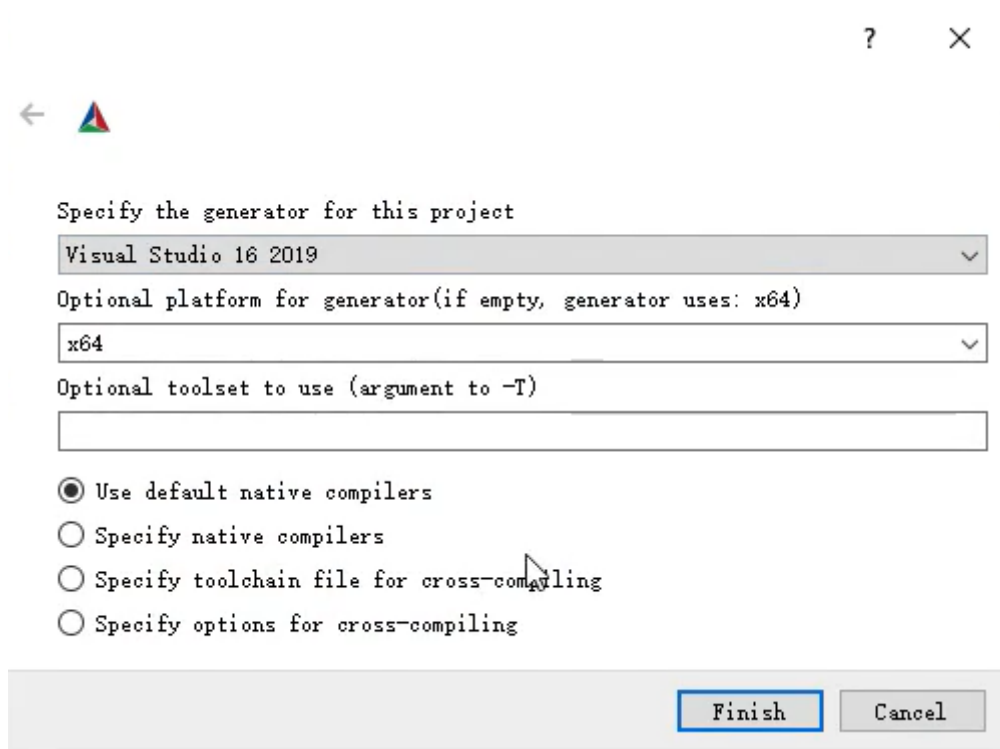 ?
Specify the generator for this project
Visual Studio 16 2019
Optional platform for generator(if empty, generator uses: x64)
x64
Optional toolset to use (argument to -T)
Use default native compilers
Specify native compilers
Specify toolchain file for cross-compiling
Specify options for cross-compiling
Finish Cancel